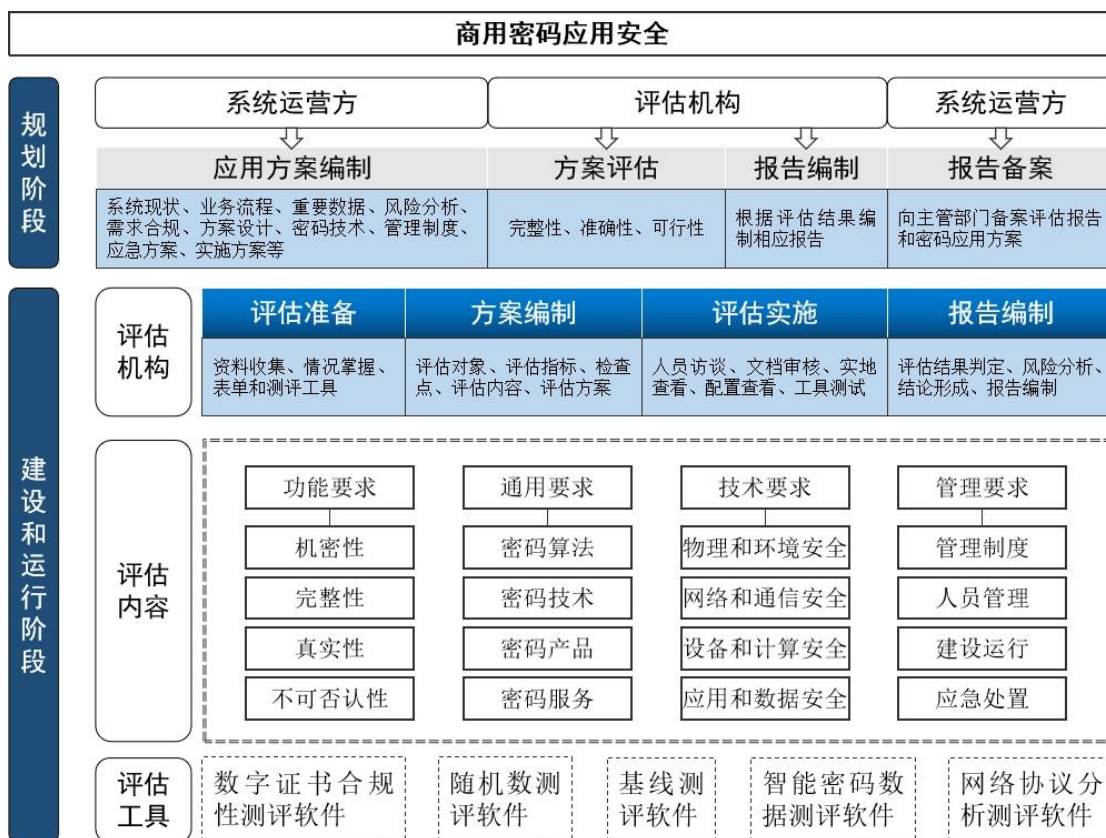 商用密码应用安全
规划阶段
系统运营方
评估机构
系统运营方
应用方案编制
方案评估
报告编制
报告备案
系统现状、业务流程、重要数据、风险分析、
需求合规、方案设计、密码技术、管理制度、
应急方案、实施方案等
完整性、准确性、可行性
根据评估结果编
制相应报告
向主管部门备案评估报告
和密码应用方案
建设和运行阶段
评估
机构
评估准备
方案编制
评估实施
报告编制
资料收集、情况掌握、
表单和测评工具
评估对象、评估指标、检查
点、评估内容、评估方案
人员访谈、文档审核、实地
查看、配置查看、工具测试
评估结果判定、风险分析、
结论形成、报告编制
评估
内容
功能要求
通用要求
技术要求
管理要求
机密性
密码算法
物理和环境安全
管理制度
完整性
密码技术
网络和通信安全
人员管理
真实性
密码产品
设备和计算安全
建设运行
不可否认性
密码服务
应用和数据安全
应急处置
评估
工具
数字证书合规
性测评软件
随机数测
评软件
基线测
评软件
智能密码数
据测评软件
网络协议分
析测评软件